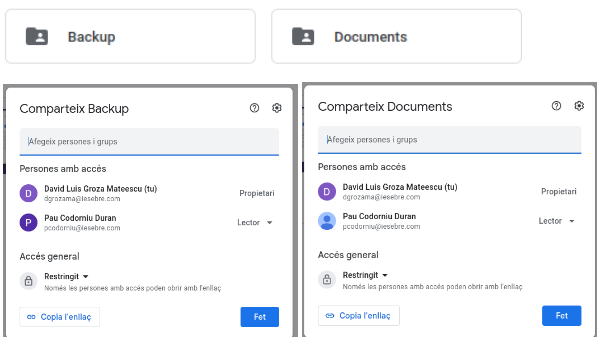 Backup
Documents
Comparteix Backup
Afegeix persones i grups
Persones amb accés
D
David Luis Groza Mateescu (tu)
dgrozama@iesebre.com
Propietari
P
Pau Codorniu Duran
pcodorniu@iesebre.com
Lector
Accés general
Restringit
Només les persones amb accés poden obrir amb l'enllaç
Copia l'enllaç
Fet
Comparteix Documents
Afegeix persones i grups
Persones amb accés
D
David Luis Groza Mateescu (tu)
dgrozama@iesebre.com
Propietari
Pau Codorniu Duran
pcodorniu@iesebre.com
Lector
Accés general
Restringit
Només les persones amb accés poden obrir amb l'enllaç
Copia l'enllaç
Fet